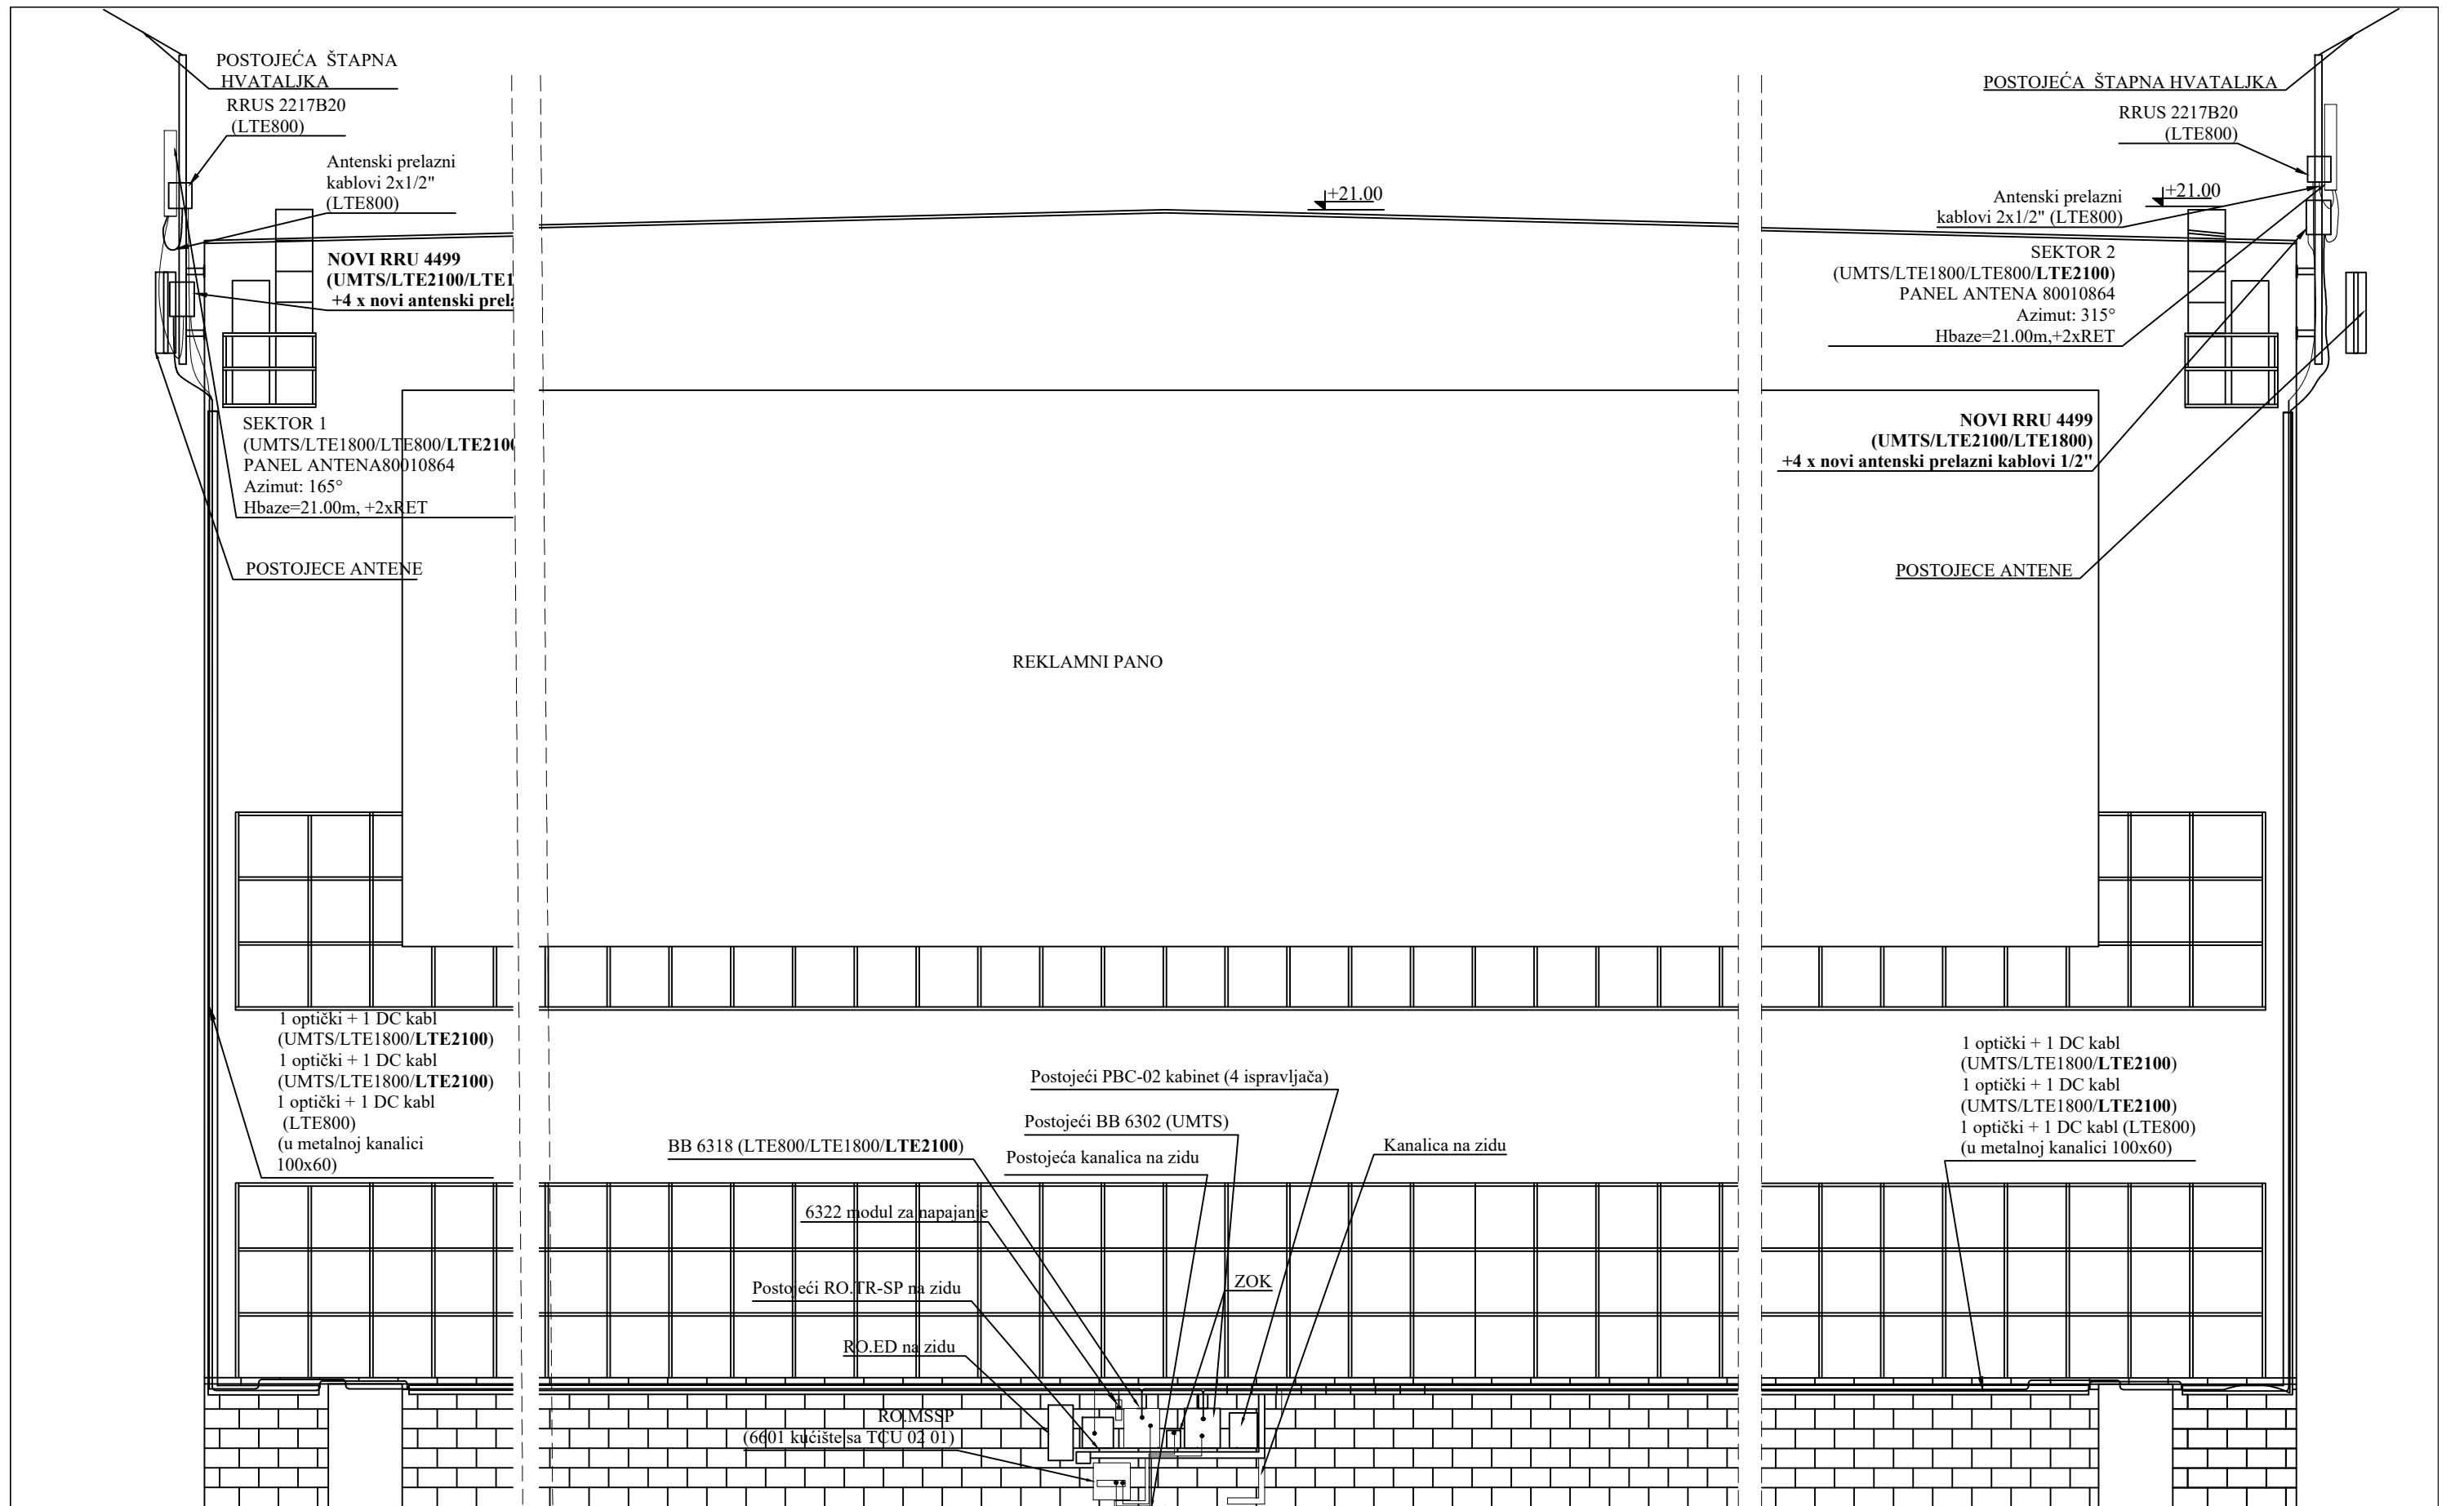 POSTOJEĆA ŠTAPNA
HVATALJKA
RRUS 2217B20
(LTE800)
Antenski prelazni
kablovi 2x1/2"
(LTE800)
NOVI RRU 4499
(UMTS/LTE2100/LTE1
+4 x novi antenski
SEKTOR 1
(UMTS/LTE1800/LTE800/LTE2100
PANEL ANTENA80010864
Azimut: 165°
Hbaze=21.00m, +2xRET
POSTOJECE ANTENE
+21.00
POSTOJEĆA ŠTAPNA HVATALJKA
RRUS 2217B20
(LTE800)
Antenski prelazni
kablovi 2x1/2" (LTE800)
+21.00
SEKTOR 2
(UMTS/LTE1800/LTE800/LTE2100)
PANEL ANTENA 80010864
Azimut: 315°
Hbaze=21.00m,+2xRET
NOVI RRU 4499
(UMTS/LTE2100/LTE1800)
+4 x novi antenski prelazni kablovi 1/2"
POSTOJECE ANTENE
REKLAMNI PANO
1 optički + 1 DC kabl
(UMTS/LTE1800/LTE2100)
1 optički + 1 DC kabl
(UMTS/LTE1800/LTE2100)
1 optički + 1 DC kabl
(LTE800)
(u metalnoj kanalici
100x60)
Postojeći PBC-02 kabinet (4 ispravljača)
Postojeći BB 6302 (UMTS)
BB 6318 (LTE800/LTE1800/LTE2100)
Postojeća kanalica na zidu
Kanalica na zidu
6322 modul za napajanje
Postojeći RO.TR-SP na zidu
ZOK
RO.ED na zidu
RO.MSSP
(6601 kućište sa TCU 02 01)
1 optički + 1 DC kabl
(UMTS/LTE1800/LTE2100)
1 optički + 1 DC kabl
(UMTS/LTE1800/LTE2100)
1 optički + 1 DC kabl (LTE800)
(u metalnoj kanalici 100x60)